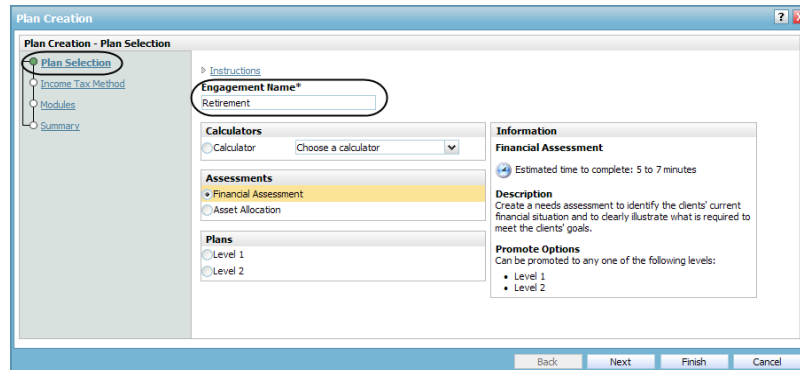 Plan Creation
?
Plan Creation - Plan Selection
Plan Selection
Income Tax Method
Modules
Summary
Instructions
Engagement Name*
Retirement
Calculators
Calculator Choose a calculator
Assessments
Financial Assessment
Asset Allocation
Plans
Level 1
Level 2
Information
Financial Assessment
Estimated time to complete: 5 to 7 minutes
Description
Create a needs assessment to identify the clients' current
financial situation and to clearly illustrate what is required to
meet the clients' goals.
Promote Options
Can be promoted to any one of the following levels:
• Level 1
• Level 2
Back Next Finish Cancel